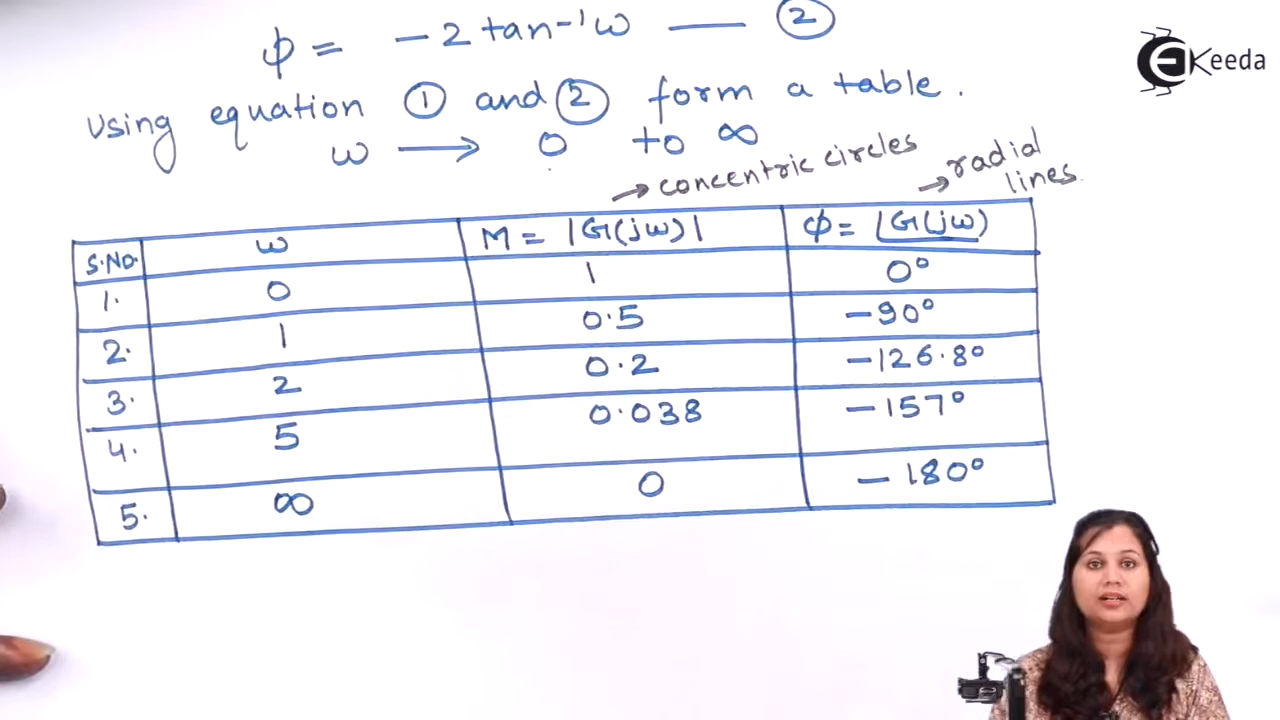 φ = - 2 tan-¹ω — ②
EKeeda
using equation ① and ② form a table.
ω → 0 to ∞
→ concentric circles
→ radial lines
S.No. ω M = |G(jω)| φ = ∠G(jω)
1. 0 1 0°
2. 1 0.5 -90°
3. 2 0.2 -126.8°
4. 5 0.038 -157°
5. ∞ 0 -180°